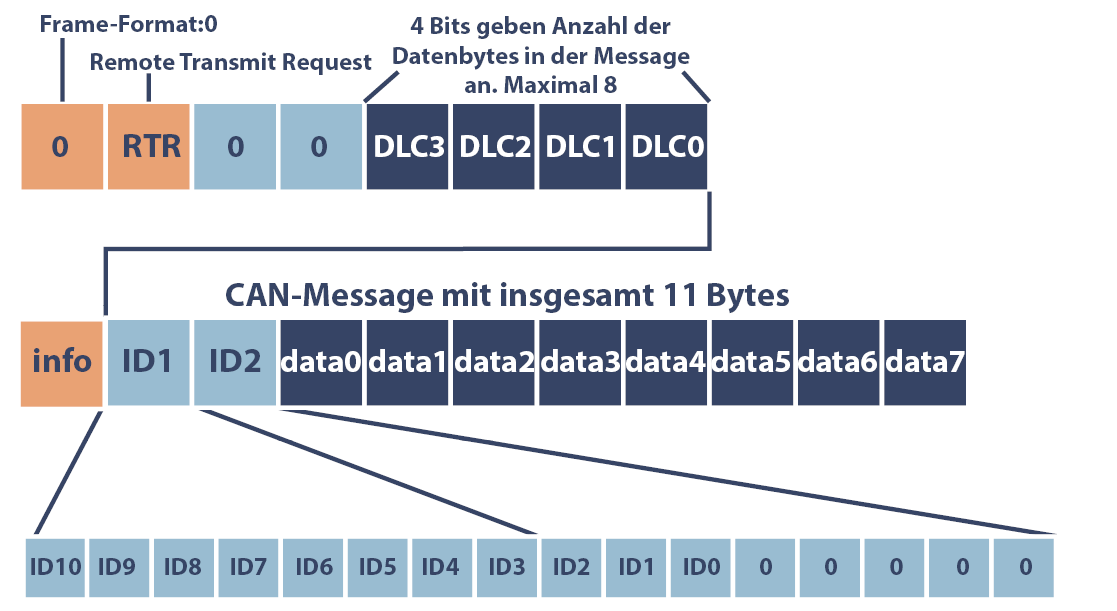 Frame-Format:0
Remote Transmit Request
4 Bits geben Anzahl der
Datenbytes in der Message
an. Maximal 8
0 RTR 0 0 DLC3 DLC2 DLC1 DLC0
CAN-Message mit insgesamt 11 Bytes
info ID1 ID2 data0 data1 data2 data3 data4 data5 data6 data7
ID10 ID9 ID8 ID7 ID6 ID5 ID4 ID3 ID2 ID1 ID0 0 0 0 0 0